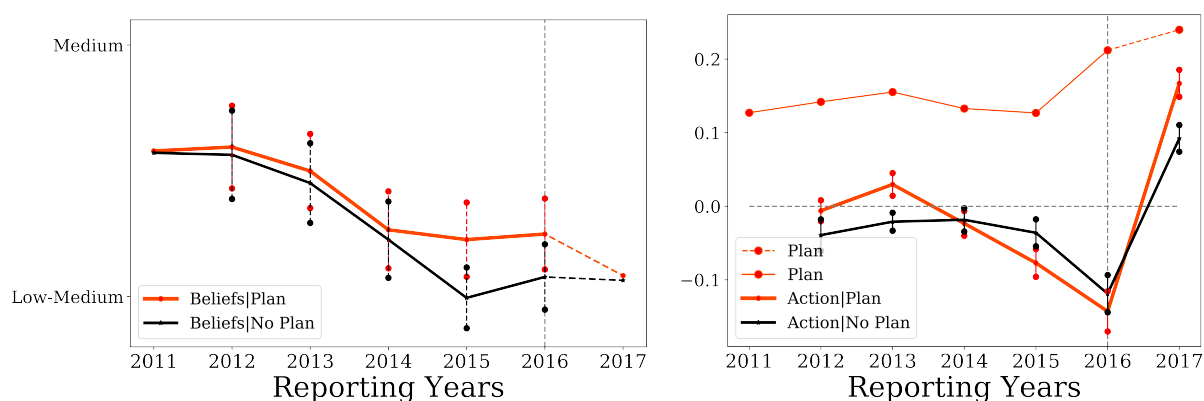 Medium
Low-Medium
Beliefs|Plan
Beliefs|No Plan
2011 2012 2013 2014 2015 2016 2017
Reporting Years
0.2
0.1
0.0
−0.1
Plan
Plan
Action|Plan
Action|No Plan
2011 2012 2013 2014 2015 2016 2017
Reporting Years